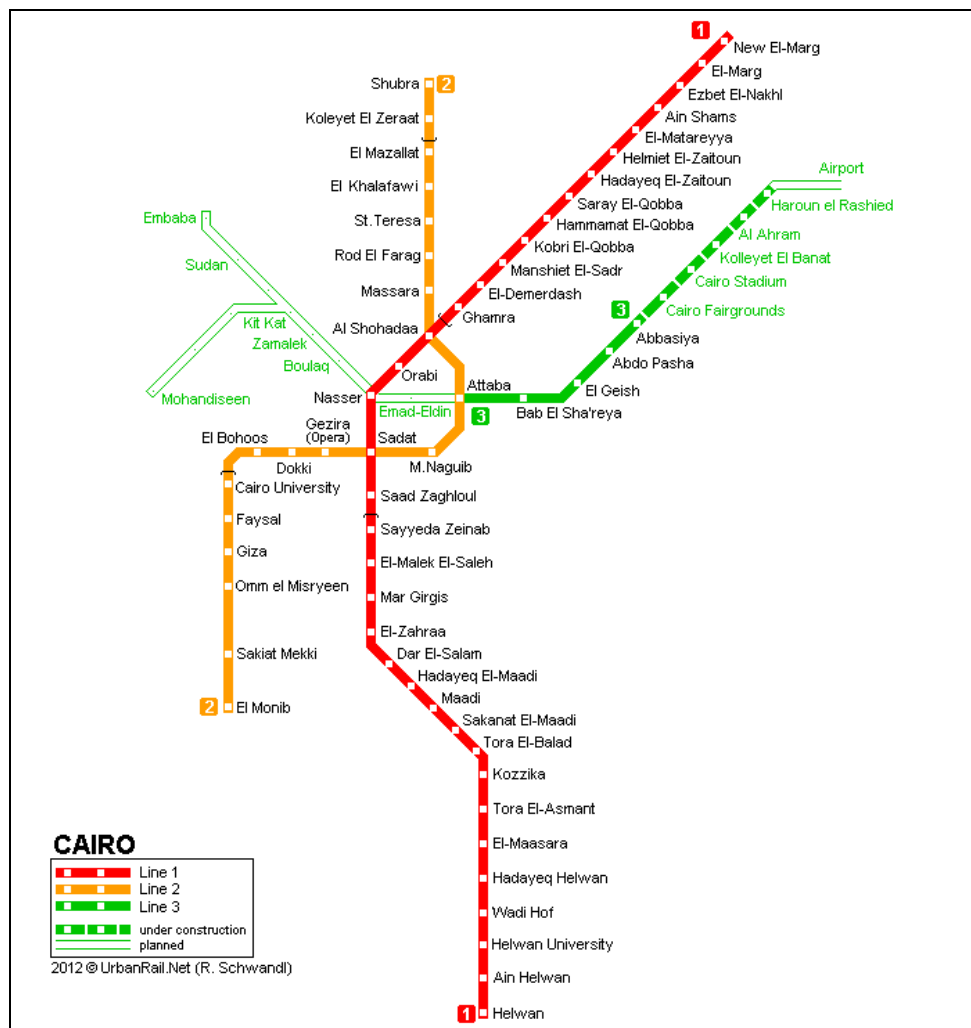 1
New El-Marg
El-Marg
Ezbet El-Nakhl
Ain Shams
El-Matareyya
Helmiet El-Zaitoun
Hadayeq El-Zaitoun
Saray El-Qobba
Hammamat El-Qobba
Kobri El-Qobba
Manshiet El-Sadr
El-Demerdash
Ghamra
2
Shubra
Koleyet El Zeraat
El Mazallat
El Khalafawi
St.Teresa
Rod El Farag
Massara
Al Shohadaa
Airport
Haroun el Rashied
Al Ahram
Kolleyet El Banat
Cairo Stadium
Cairo Fairgrounds
3
Abbasiya
Abdo Pasha
El Geish
Bab El Sha'reya
Attaba
3
Emad-Eldin
Embaba
Sudan
Kit Kat
Zamalek
Boulaq
Mohandiseen
Orabi
Nasser
Sadat
M.Naguib
Gezira
(Opera)
El Bohoos
Dokki
Cairo University
Faysal
Giza
Omm el Misryeen
Sakiat Mekki
2
El Monib
Saad Zaghloul
Sayyeda Zeinab
El-Malek El-Saleh
Mar Girgis
El-Zahraa
Dar El-Salam
Hadayeq El-Maadi
Maadi
Sakanat El-Maadi
Tora El-Balad
Kozzika
Tora El-Asmant
El-Maasara
Hadayeq Helwan
Wadi Hof
Helwan University
Ain Helwan
1
Helwan
CAIRO
Line 1
Line 2
Line 3
under construction
planned
2012 © UrbanRail.Net (R. Schwandl)